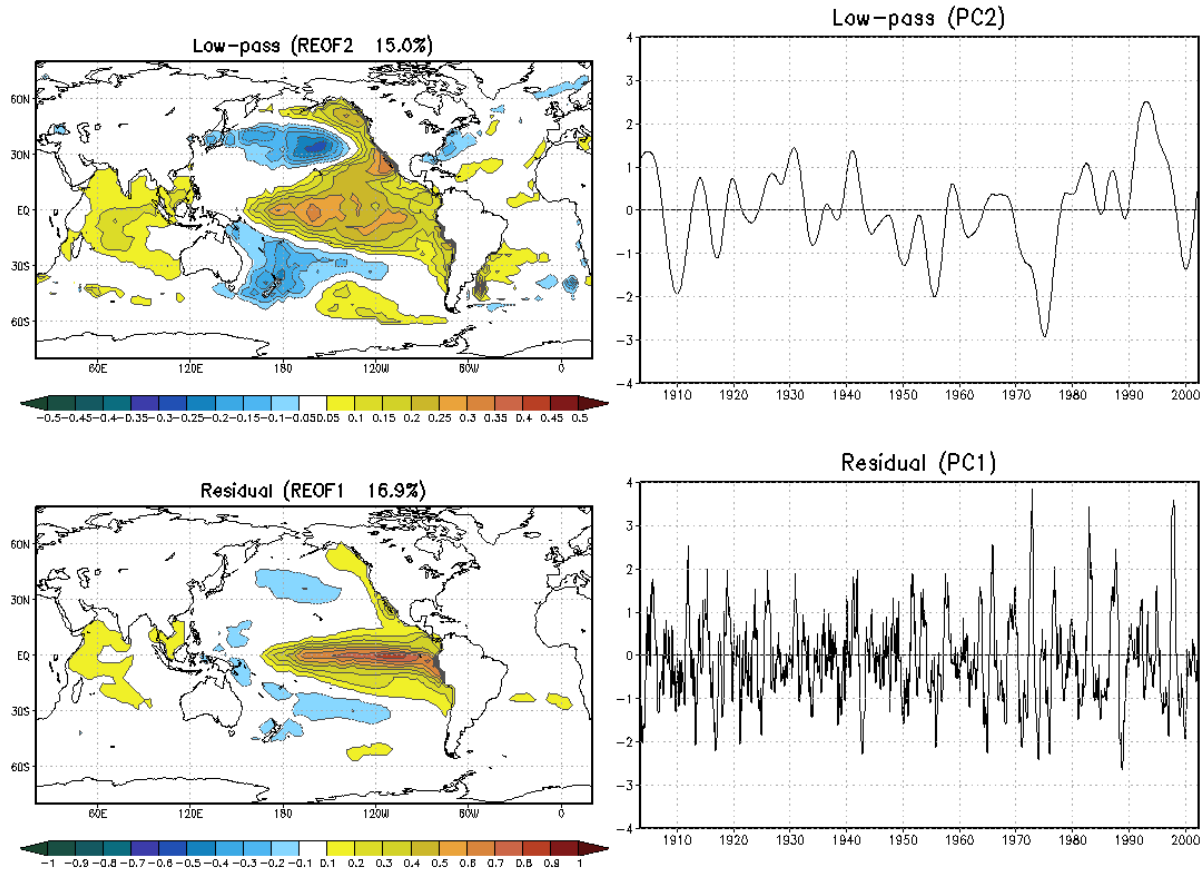 Low-pass (REOF2 15.0%)
60N
30N
EQ
30S
60S
60E
120E
180
120W
60W
0
-0.5-0.45-0.4-0.35-0.3-0.25-0.2-0.15-0.1-0.050.05 0.1 0.15 0.2 0.25 0.3 0.35 0.4 0.45 0.5
Low-pass (PC2)
4
3
2
1
0
-1
-2
-3
-4
1910 1920 1930 1940 1950 1960 1970 1980 1990 2000
Residual (REOF1 16.9%)
60N
30N
EQ
30S
60S
60E
120E
180
120W
60W
0
-1 -0.9 -0.8 -0.7 -0.6 -0.5 -0.4 -0.3 -0.2 -0.1 0.1 0.2 0.3 0.4 0.5 0.6 0.7 0.8 0.9 1
Residual (PC1)
4
3
2
1
0
-1
-2
-3
-4
1910 1920 1930 1940 1950 1960 1970 1980 1990 2000